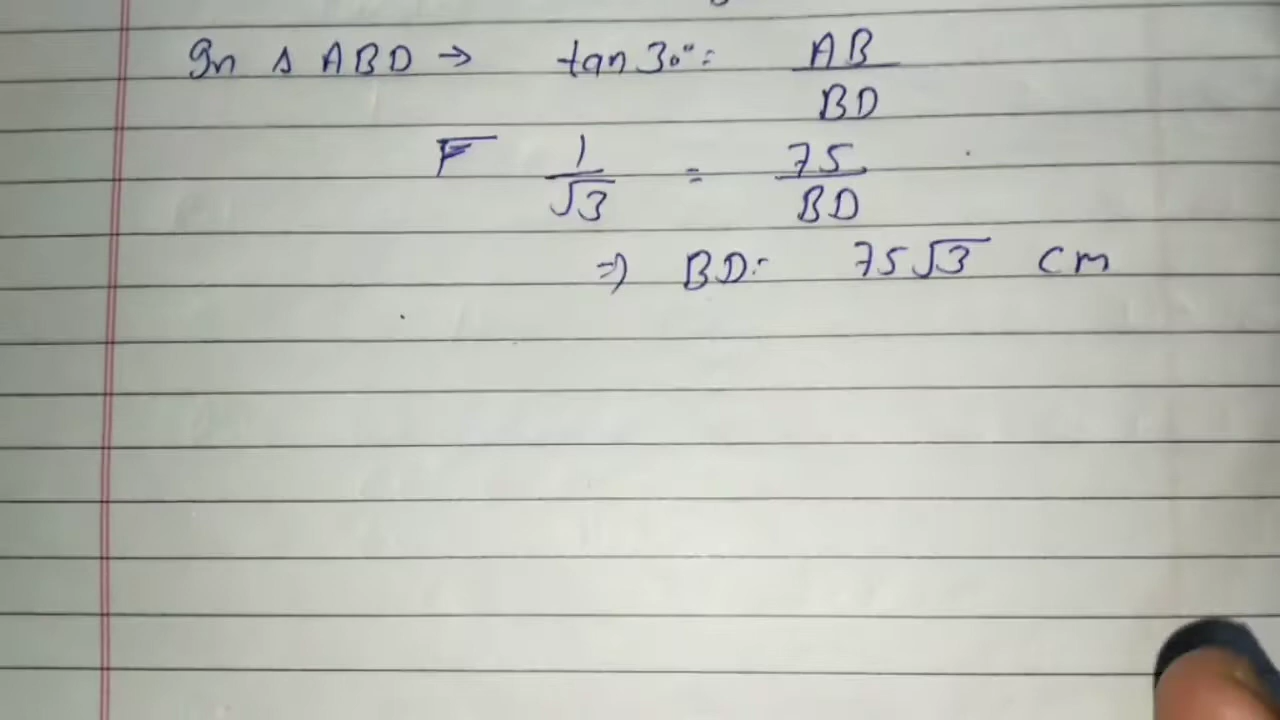 In Δ ABD → tan 30° = AB / BD
1 / √3 = 75 / BD
⇒ BD = 75√3 cm